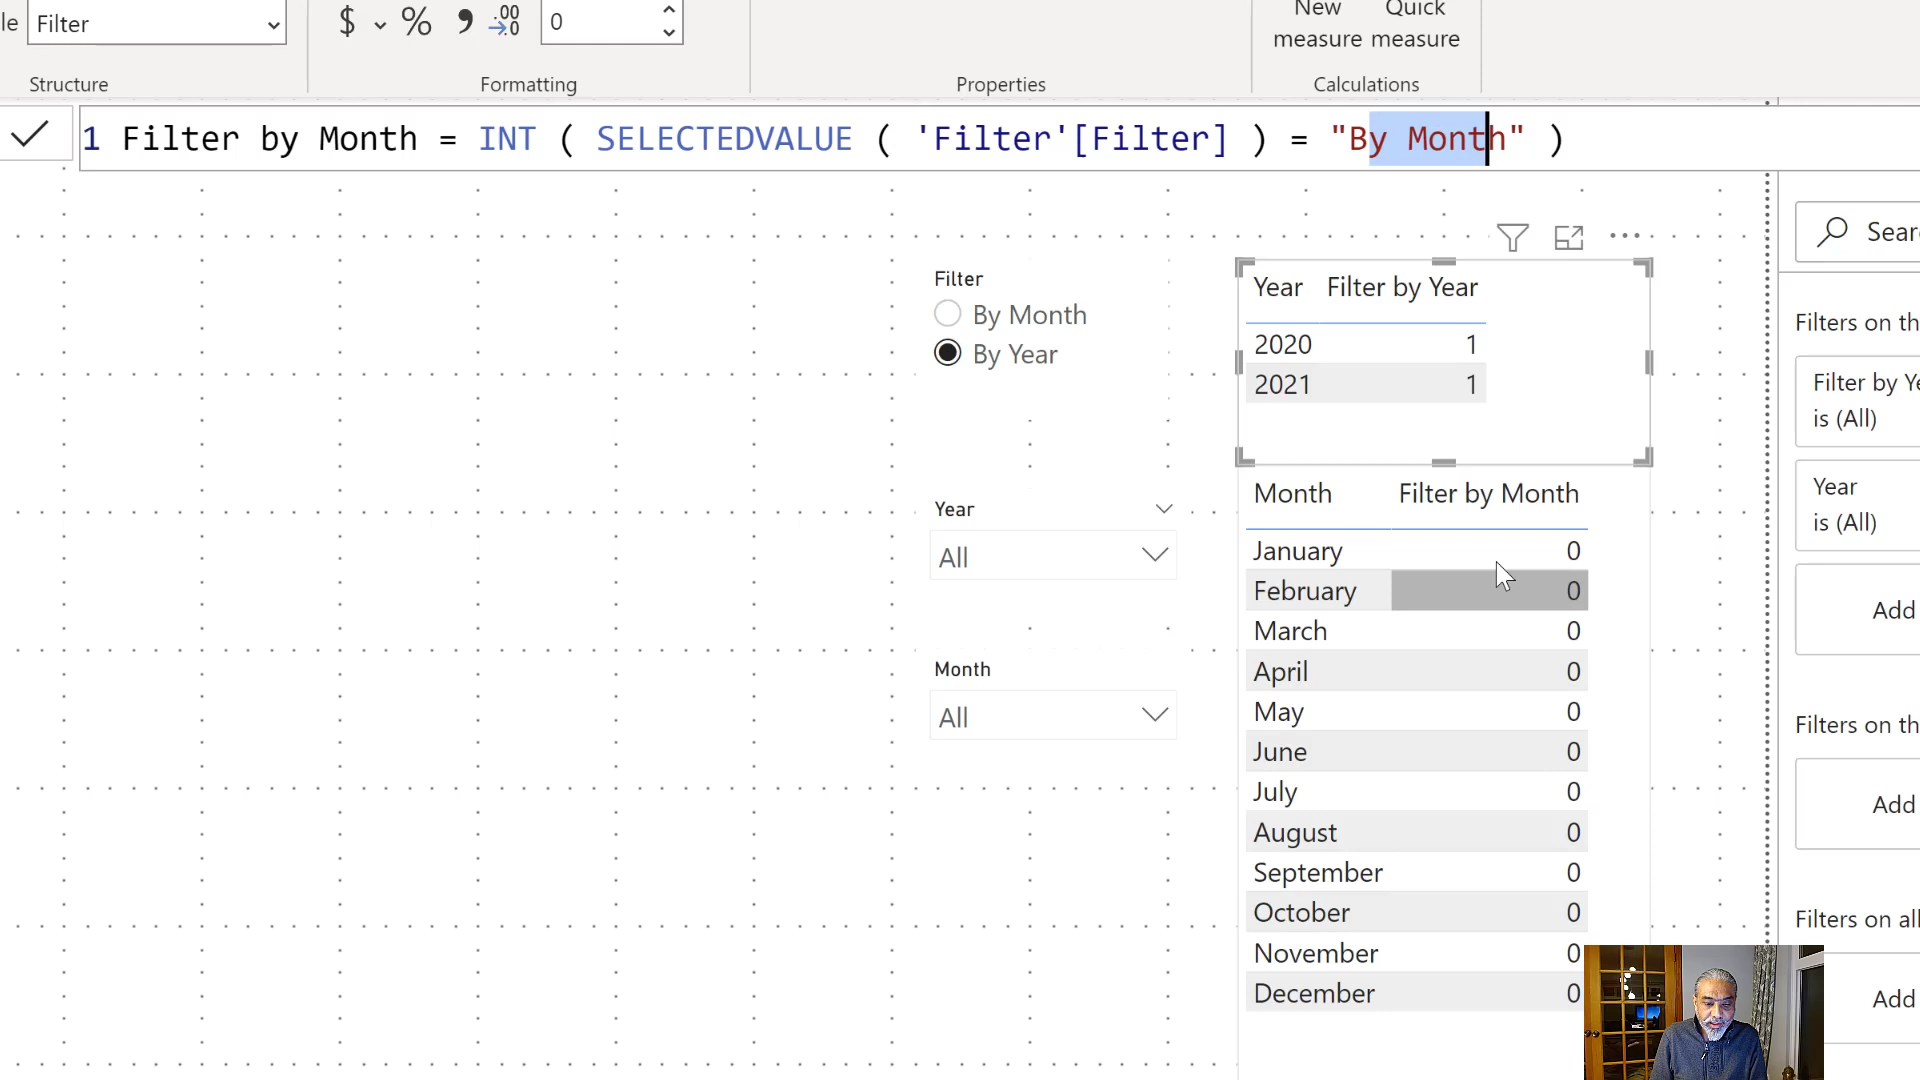 le Filter $ % , .00 →.0 0 New Quick
measure measure
Structure Formatting Properties Calculations
1 Filter by Month = INT ( SELECTEDVALUE ( 'Filter'[Filter] ) = "By Month" )
Sear
Filter
By Month
By Year
Year Filter by Year
2020 1
2021 1
Filters on th
Filter by Ye
is (All)
Year
is (All)
Add
Year
All
Month
All
Month Filter by Month
January 0
February 0
March 0
April 0
May 0
June 0
July 0
August 0
September 0
October 0
November 0
December 0
Filters on th
Add
Filters on all
Add